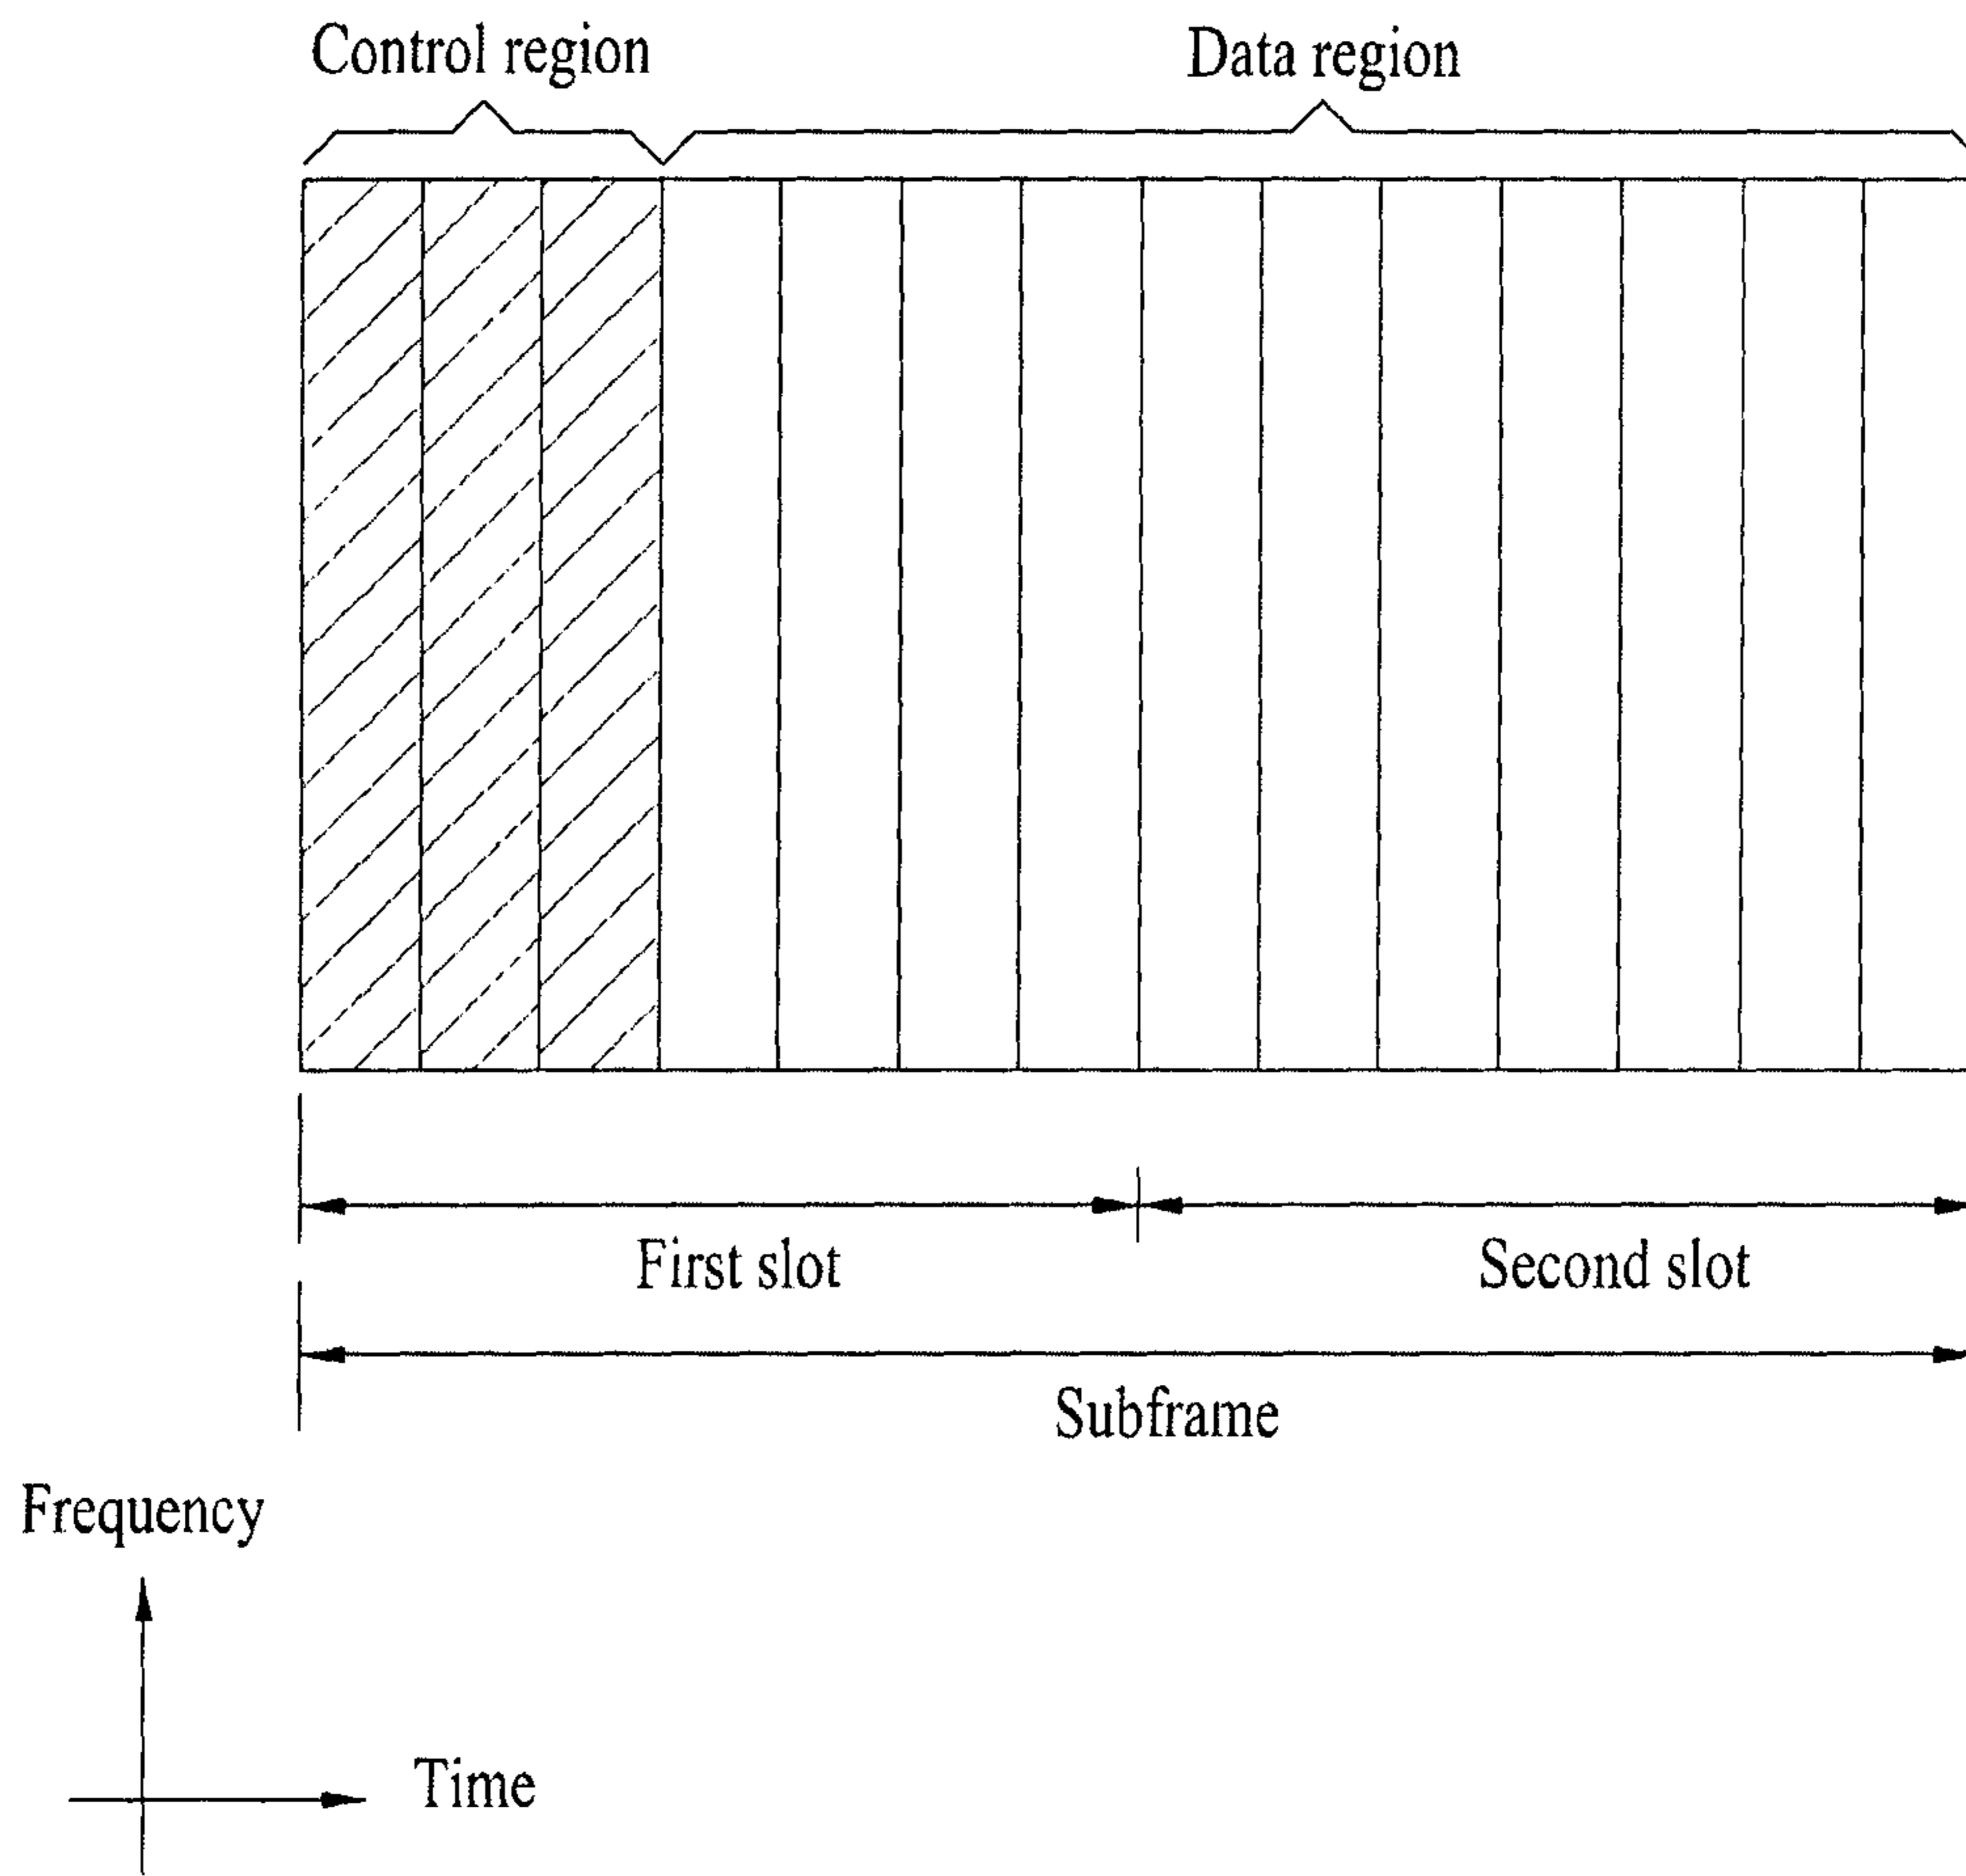 Control region
Data region
First slot
Second slot
Subframe
Frequency
Time